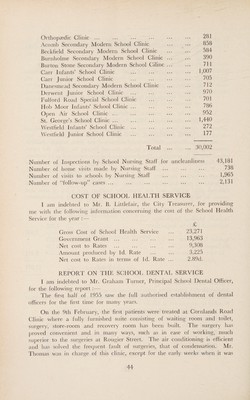 Orthopædic Clinic ... ... ... ... ... 281
Acomb Secondary Modern School Clinic ... 858
Beckfield Secondary Modern School Clinic ... 584
Burnholme Secondary Modern School Clinic ... 390
Burton Stone Secondary Modern School Clinic ... 711
Carr Infants' School Clinic ... ... ... 1,007
Carr Junior School Clinic ... ... ... 705
Danesmead Secondary Modern School Clinic ... 712
Derwent Junior School Clinic ... ... ... 970
Fulford Road Special School Clinic ... ... 701
Hob Moor Infants' School Clinic ... ... 786
Open Air School Clinic ... ... ... ... 952
St. George's School Clinic ... ... ... ... 1,440
Westfield Infants' School Clinic ... ... 272
Westfield Junior School Clinic ... ... ... 177
Total ... 30,002
Number of Inspections by School Nursing Staff for uncleanliness 43,181
Number of home visits made by Nursing Staff ... ... ... 738
Number of visits to schools by Nursing Staff ... ... ... 1,965
Number of "follow-up" cases ... ... ... ... ... 2,131
COST OF SCHOOL HEALTH SERVICE
I am indebted to Mr. B. Littlefair, the City Treasurer, for providing
me with the following information concerning the cost of the School Health
Service for the year :—
£
Gross Cost of School Health Service ... 23,271
Government Grant ... ... ... ... 13,963
Net cost to Rates ... ... ... ... 9,308
Amount produced by 1d. Rate ... ... 3,225
Net cost to Rates in terms of 1d. Rate ... 2.89d.
REPORT ON THE SCHOOL DENTAL SERVICE
I am indebted to Mr. Graham Turner, Principal School Dental Officer,
for the following report :—
The first half of 1955 saw the full authorised establishment of dental
officers for the first time for many years.
On the 9th February, the first patients were treated at Corolands Road
Clinic where a fully furnished suite consisting of waiting room and toilet,
surgery, store-room and recovery room has been built. The surgery has
proved convenient and in many ways, such as in ease of working, much
superior to the surgeries at Rougier Street. The air conditioning is efficient
and has solved the frequent fault of surgeries, that of condensation. Mr.
Thoman was in charge of this clinic, except for the early weeks when it was
44